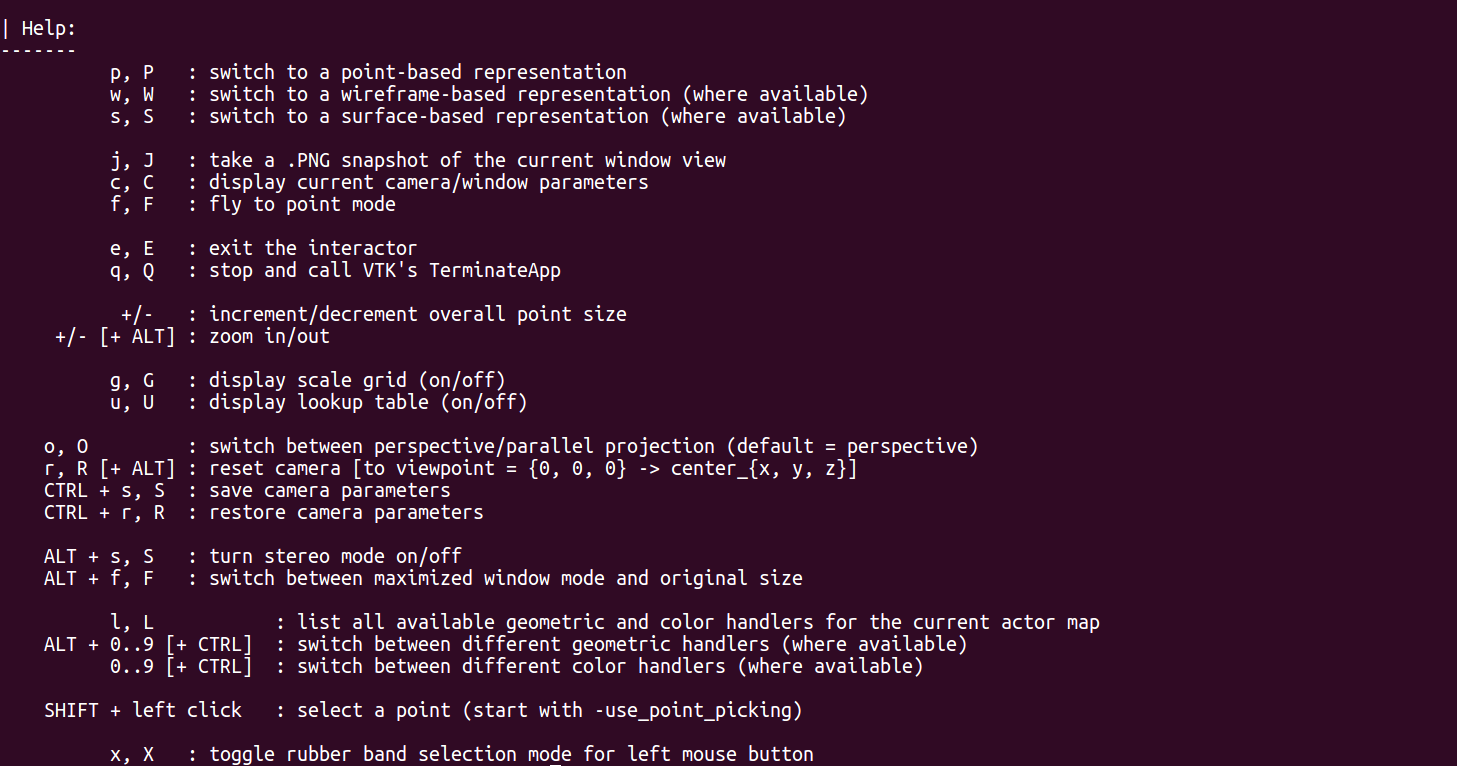 | Help:
-------
          p, P   : switch to a point-based representation
          w, W   : switch to a wireframe-based representation (where available)
          s, S   : switch to a surface-based representation (where available)

          j, J   : take a .PNG snapshot of the current window view
          c, C   : display current camera/window parameters
          f, F   : fly to point mode

          e, E   : exit the interactor
          q, Q   : stop and call VTK's TerminateApp

           +/-   : increment/decrement overall point size
     +/- [+ ALT] : zoom in/out

          g, G   : display scale grid (on/off)
          u, U   : display lookup table (on/off)

    o, O         : switch between perspective/parallel projection (default = perspective)
    r, R [+ ALT] : reset camera [to viewpoint = {0, 0, 0} -> center_{x, y, z}]
    CTRL + s, S  : save camera parameters
    CTRL + r, R  : restore camera parameters

    ALT + s, S   : turn stereo mode on/off
    ALT + f, F   : switch between maximized window mode and original size

          l, L           : list all available geometric and color handlers for the current actor map
    ALT + 0..9 [+ CTRL]  : switch between different geometric handlers (where available)
          0..9 [+ CTRL]  : switch between different color handlers (where available)

    SHIFT + left click   : select a point (start with -use_point_picking)

          x, X   : toggle rubber band selection mode for left mouse button